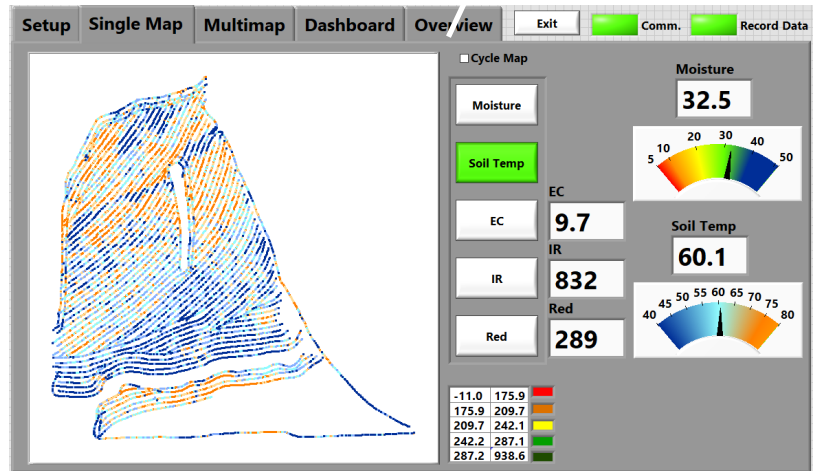 Setup Single Map Multimap Dashboard Overview Exit Comm. Record Data
Cycle Map
Moisture
Soil Temp
EC
IR
Red
EC
9.7
IR
832
Red
289
Moisture
32.5
5 10 20 30 40 50
Soil Temp
60.1
40 45 50 55 60 65 70 75 80
-11.0 175.9
175.9 209.7
209.7 242.1
242.2 287.1
287.2 938.6